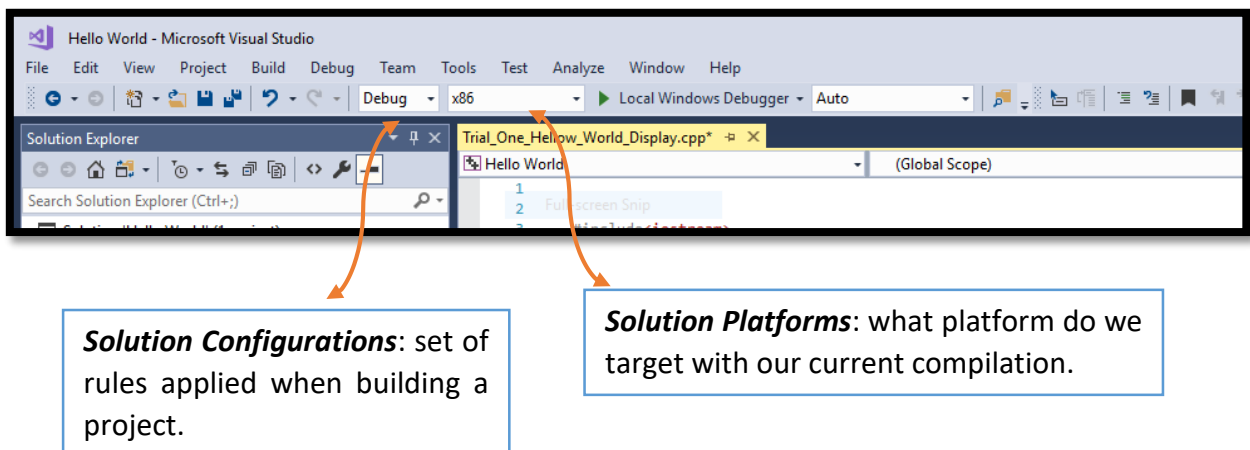 Hello World - Microsoft Visual Studio
File Edit View Project Build Debug Team Tools Test Analyze Window Help
Debug x86 Local Windows Debugger Auto
Solution Explorer
Trial_One_Hellow_World_Display.cpp*
Hello World (Global Scope)
Search Solution Explorer (Ctrl+;)
1
2 Full-screen Snip
Solution Configurations: set of
rules applied when building a
project.
Solution Platforms: what platform do we
target with our current compilation.